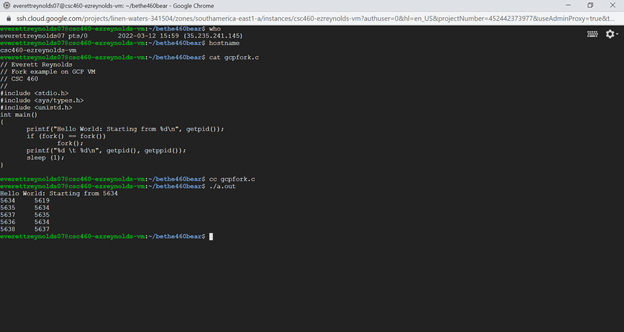 everettreynolds07@csc460-ezreynolds-vm: ~/bethe460bear - Google Chrome
ssh.cloud.google.com/projects/linen-waters-341504/zones/southamerica-east1-a/instances/csc460-ezreynolds-vm?authuser=0&hl=en_US&projectNumber=452442373977&useAdminProxy=true&t...
everettreynolds07@csc460-ezreynolds-vm:~/bethe460bear$ who
everettreynolds07 pts/0        2022-03-12 15:59 (35.235.241.145)
everettreynolds07@csc460-ezreynolds-vm:~/bethe460bear$ hostname
csc460-ezreynolds-vm
everettreynolds07@csc460-ezreynolds-vm:~/bethe460bear$ cat gcpfork.c
// Everett Reynolds
// Fork example on GCP VM
// CSC 460
//
#include <stdio.h>
#include <sys/types.h>
#include <unistd.h>
int main()
{
        printf("Hello World: Starting from %d\n", getpid());
        if (fork() == fork())
                fork();
        printf("%d \t %d\n", getpid(), getppid());
        sleep (1);
}
everettreynolds07@csc460-ezreynolds-vm:~/bethe460bear$ cc gcpfork.c
everettreynolds07@csc460-ezreynolds-vm:~/bethe460bear$ ./a.out
Hello World: Starting from 5634
5634     5619
5635     5634
5637     5635
5636     5634
5638     5637
everettreynolds07@csc460-ezreynolds-vm:~/bethe460bear$